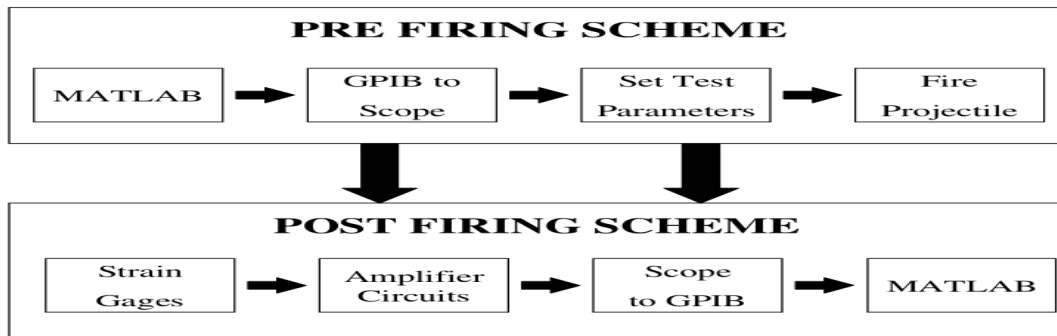 PRE FIRING SCHEME
MATLAB
GPIB to
Scope
Set Test
Parameters
Fire
Projectile
POST FIRING SCHEME
Strain
Gages
Amplifier
Circuits
Scope
to GPIB
MATLAB